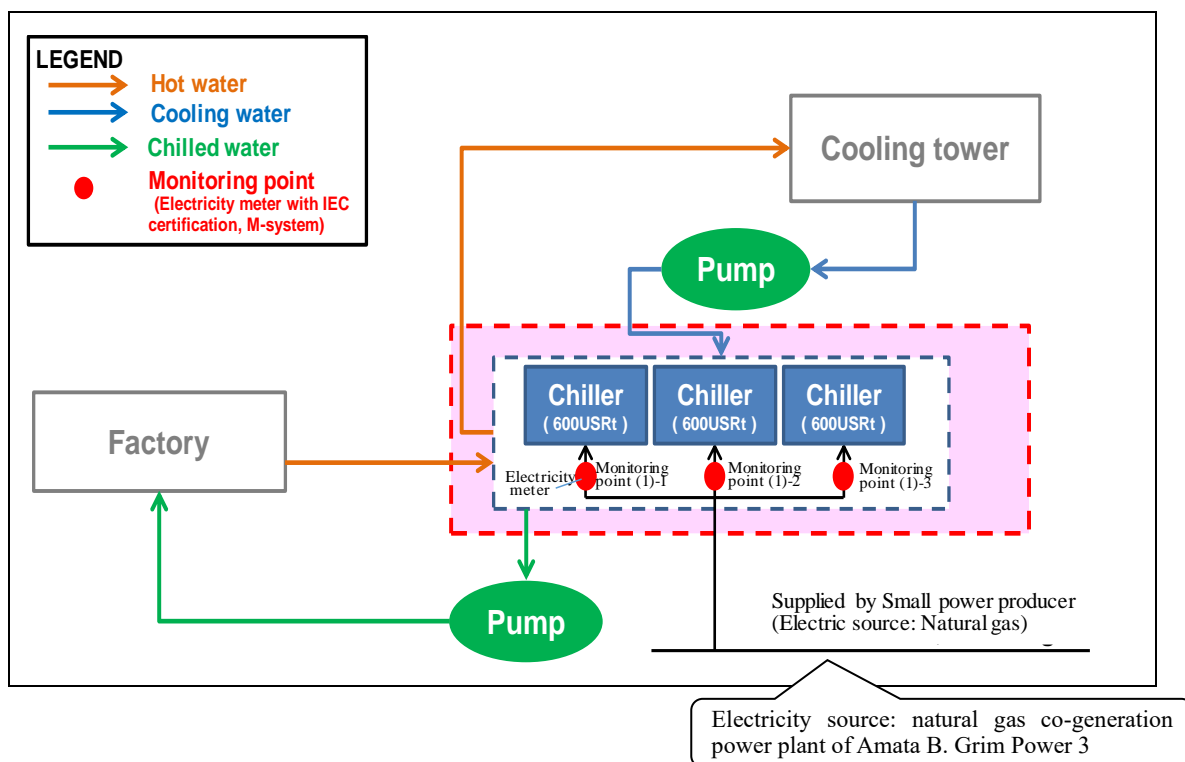 LEGEND
Hot water
Cooling water
Chilled water
Monitoring point
(Electricity meter with IEC
certification, M-system)
Cooling tower
Pump
Chiller
( 600USRt )
Chiller
( 600USRt )
Chiller
( 600USRt )
Factory
Electricity
meter
Monitoring
point (1)-1
Monitoring
point (1)-2
Monitoring
point (1)-3
Pump
Supplied by Small power producer
(Electric source: Natural gas)
Electricity source: natural gas co-generation
power plant of Amata B. Grim Power 3